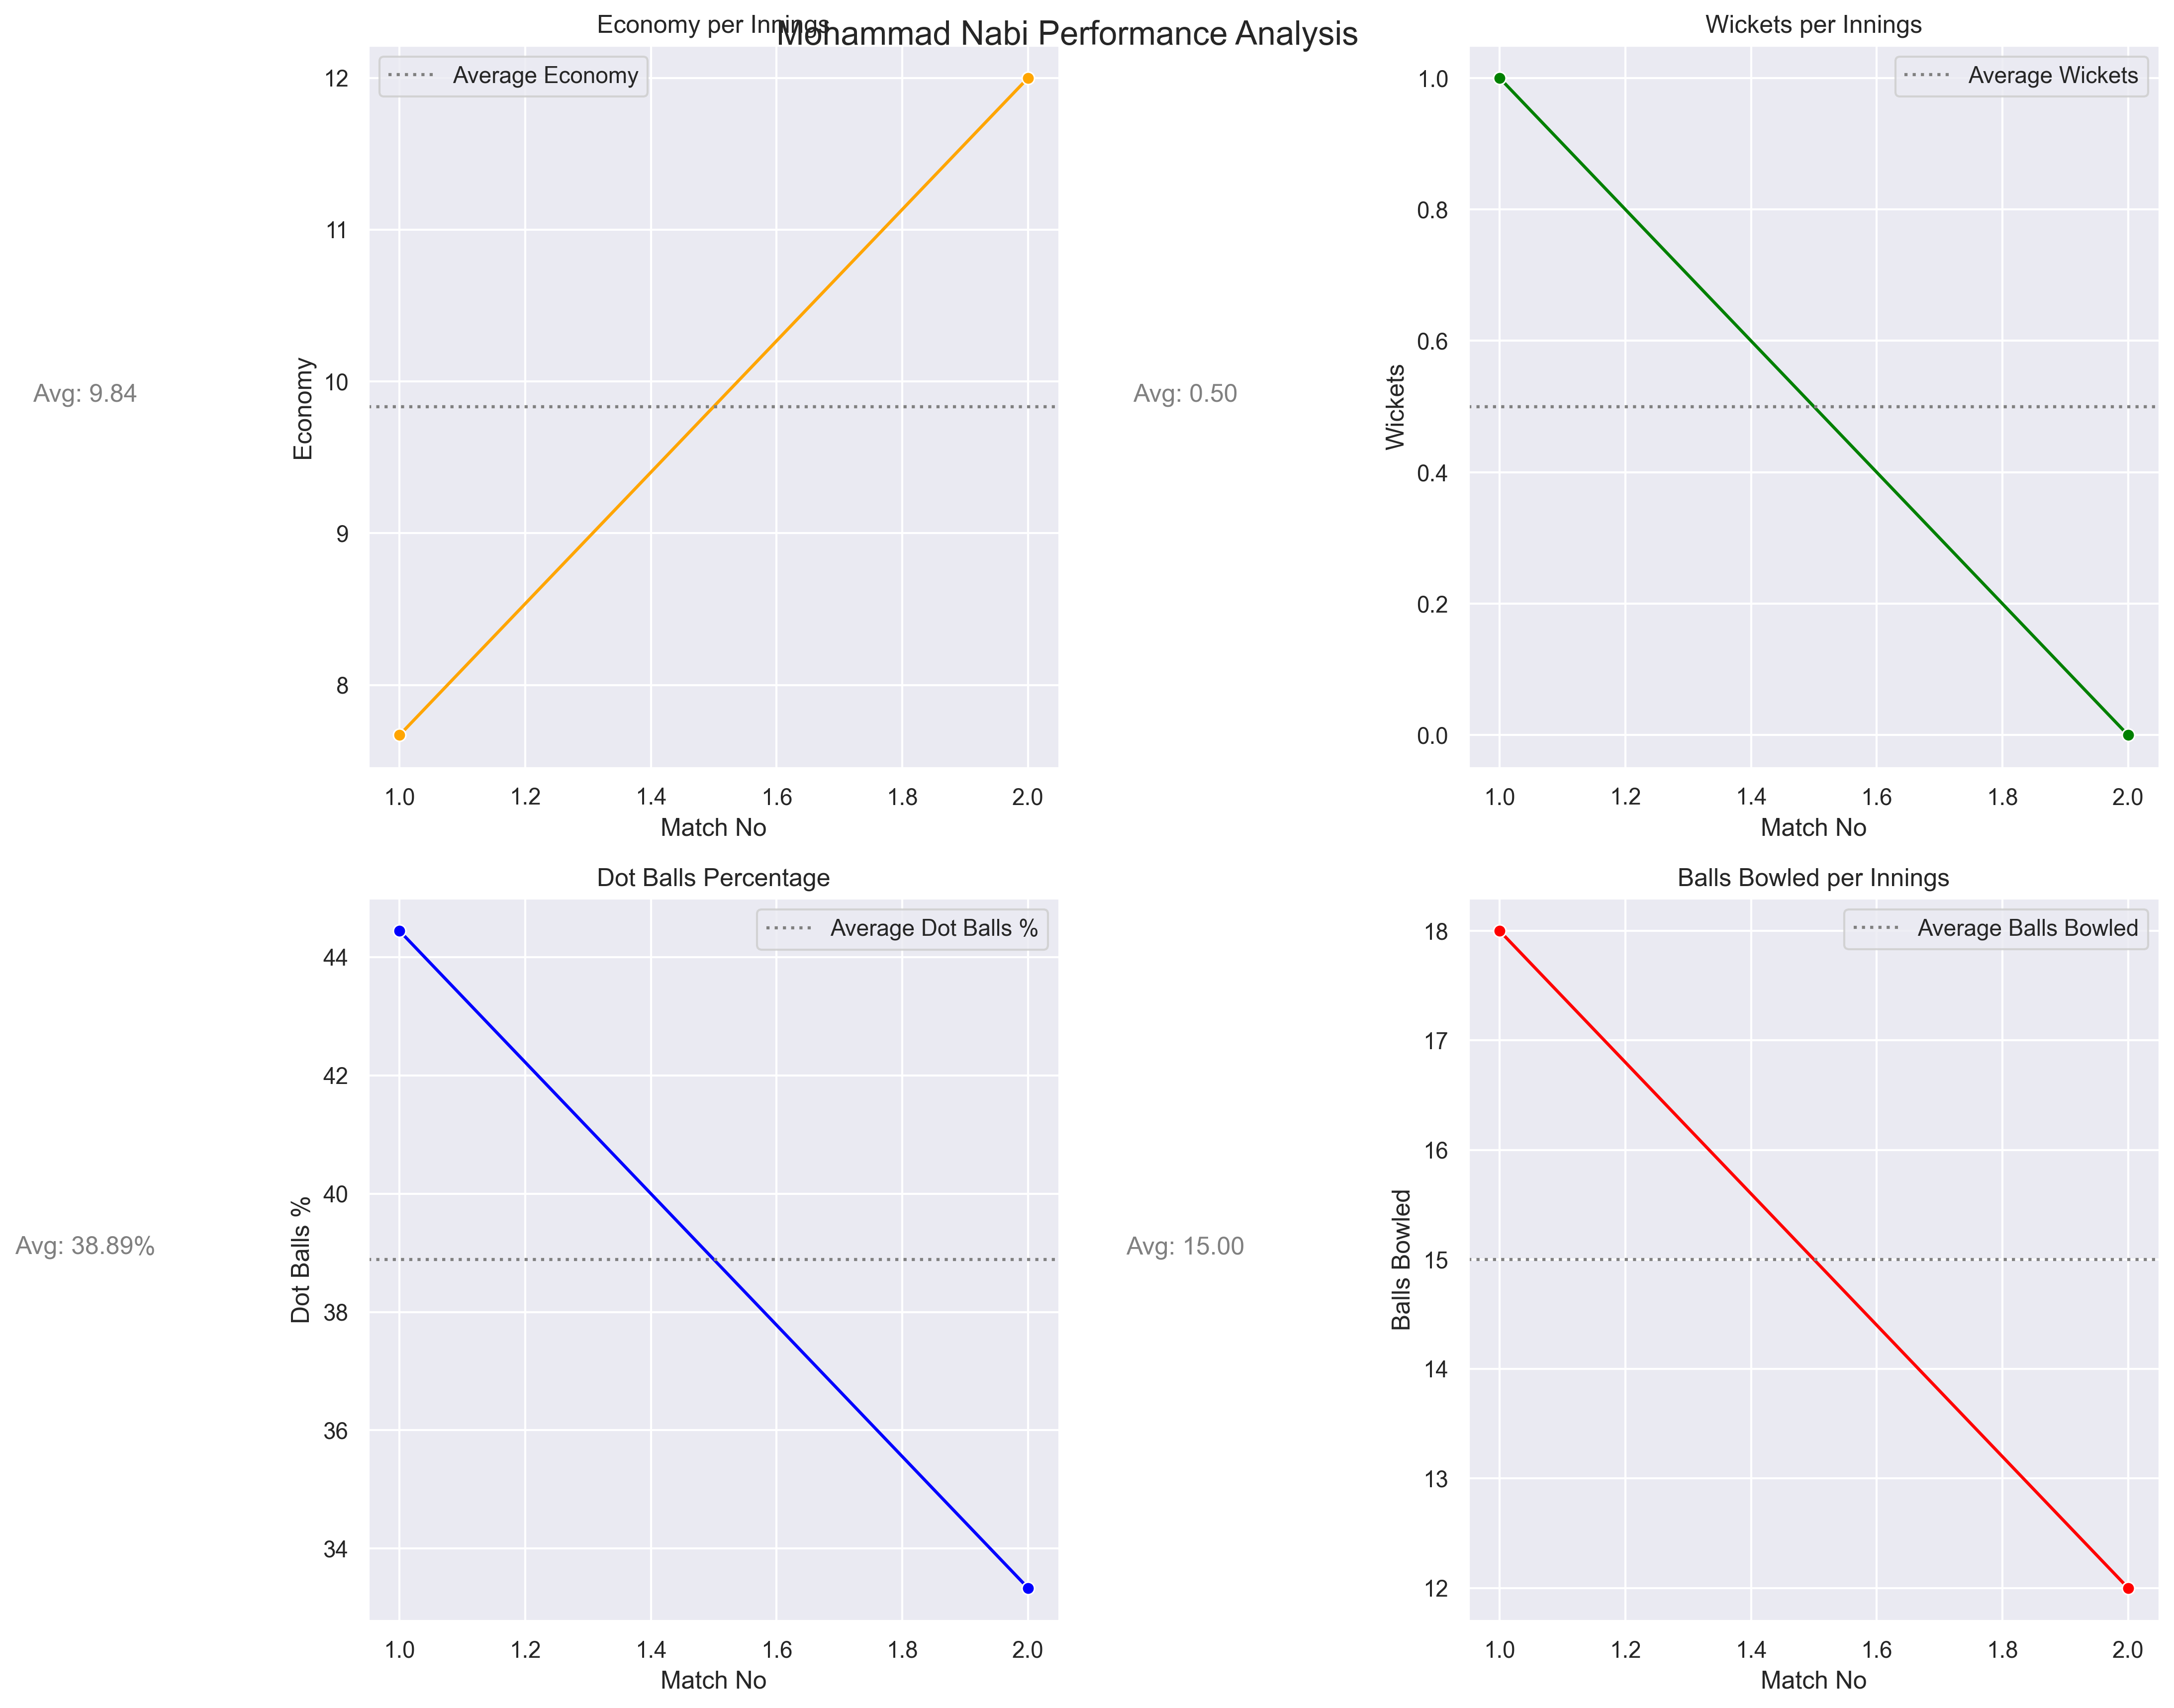 Mohammad Nabi Performance Analysis
Economy per Innings
Average Economy
12
11
10
9
8
Economy
Avg: 9.84
1.0 1.2 1.4 1.6 1.8 2.0
Match No
Wickets per Innings
Average Wickets
1.0
0.8
0.6
0.4
0.2
0.0
Wickets
Avg: 0.50
1.0 1.2 1.4 1.6 1.8 2.0
Match No
Dot Balls Percentage
Average Dot Balls %
44
42
40
38
36
34
Dot Balls %
Avg: 38.89%
1.0 1.2 1.4 1.6 1.8 2.0
Match No
Balls Bowled per Innings
Average Balls Bowled
18
17
16
15
14
13
12
Balls Bowled
Avg: 15.00
1.0 1.2 1.4 1.6 1.8 2.0
Match No